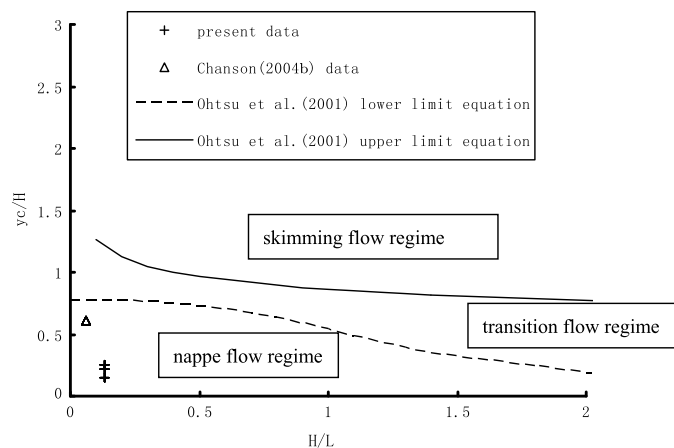 3
2.5
2
1.5
1
0.5
0
yc/H
present data
Chanson(2004b) data
Ohtsu et al.(2001) lower limit equation
Ohtsu et al.(2001) upper limit equation
skimming flow regime
transition flow regime
nappe flow regime
0 0.5 1 1.5 2
H/L